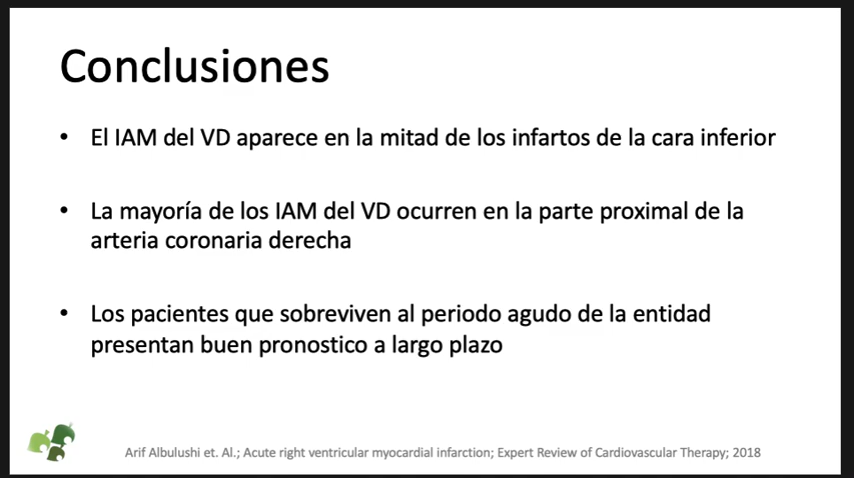 Conclusiones
• El IAM del VD aparece en la mitad de los infartos de la cara inferior
• La mayoría de los IAM del VD ocurren en la parte proximal de la
arteria coronaria derecha
• Los pacientes que sobreviven al periodo agudo de la entidad
presentan buen pronostico a largo plazo
Arif Albulushi et. Al.; Acute right ventricular myocardial infarction; Expert Review of Cardiovascular Therapy; 2018